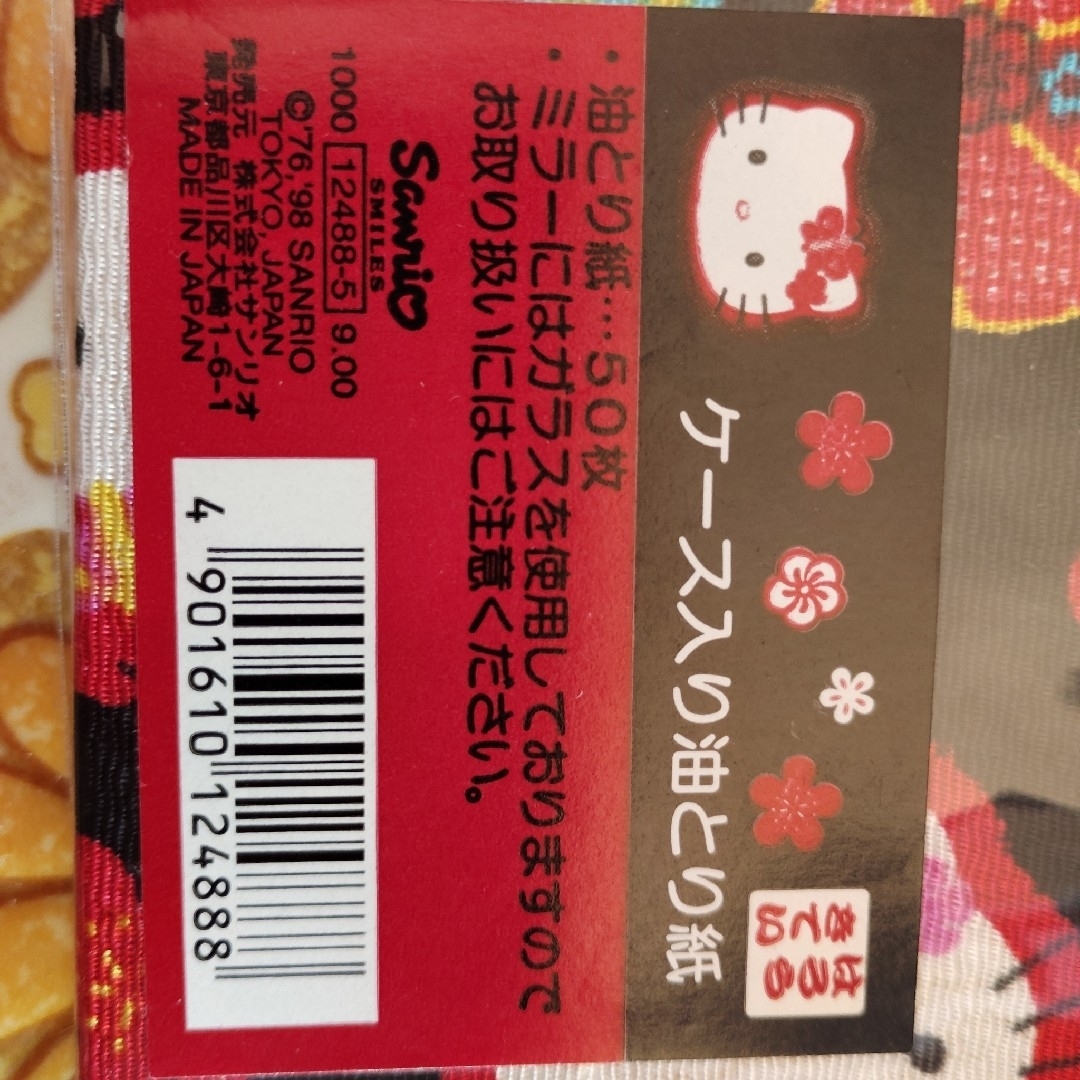 はろう
きてい
ケース入り油とり紙
・油とり紙…50枚
・ミラーにはガラスを使用しておりますので
お取り扱いにはご注意ください。
Sanrio
SMILES
1000 12488-5 9.00
©'76,'98 SANRIO
TOKYO, JAPAN
発売元 株式会社サンリオ
東京都品川区大崎1-6-1
MADE IN JAPAN
4 901610 124888